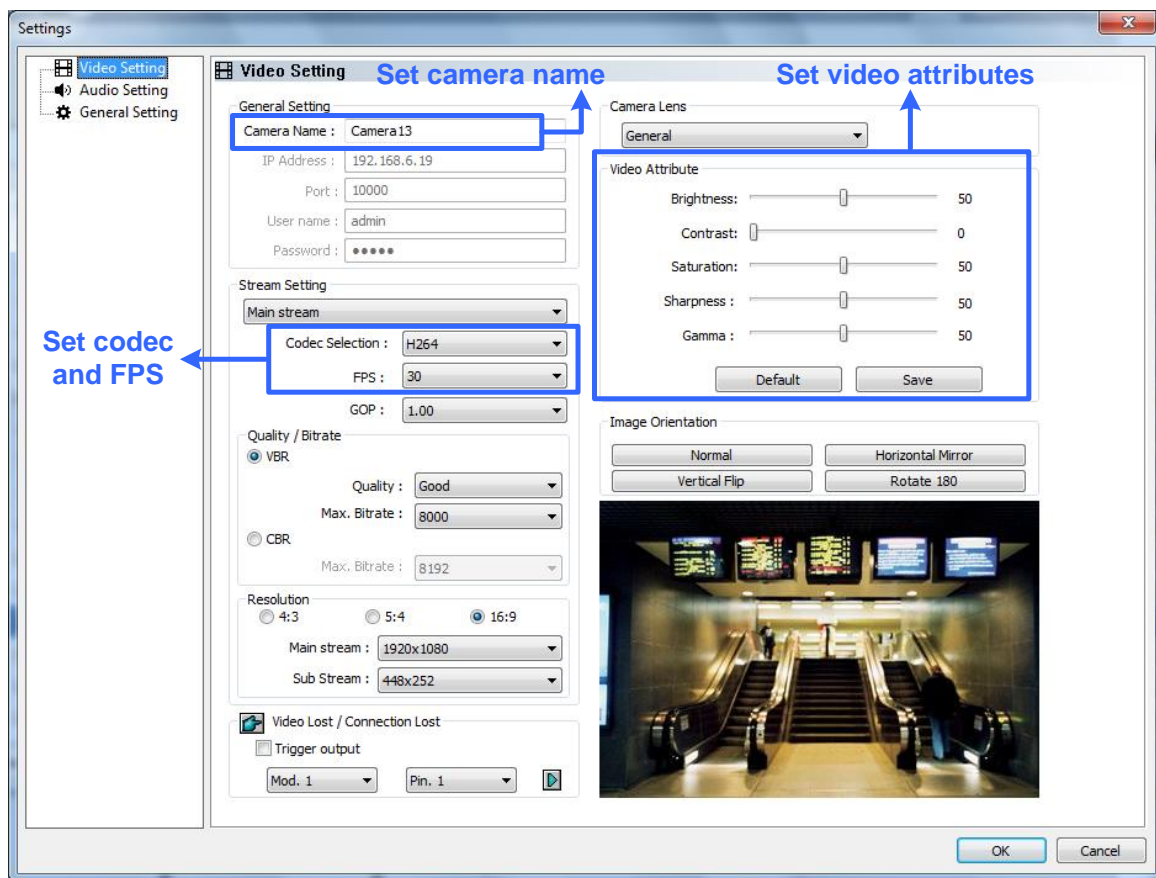 Settings
Video Setting
Audio Setting
General Setting
Video Setting
Set camera name
Set video attributes
General Setting
Camera Name : Camera13
IP Address : 192.168.6.19
Port : 10000
User name : admin
Password : ●●●●●
Stream Setting
Main stream
Set codec
and FPS
Codec Selection : H264
FPS : 30
GOP : 1.00
Quality / Bitrate
VBR
Quality : Good
Max. Bitrate : 8000
CBR
Max. Bitrate : 8192
Resolution
4:3 5:4 16:9
Main stream : 1920x1080
Sub Stream : 448x252
Video Lost / Connection Lost
Trigger output
Mod. 1 Pin. 1
Camera Lens
General
Video Attribute
Brightness: 50
Contrast: 0
Saturation: 50
Sharpness : 50
Gamma : 50
Default Save
Image Orientation
Normal Horizontal Mirror
Vertical Flip Rotate 180
OK Cancel